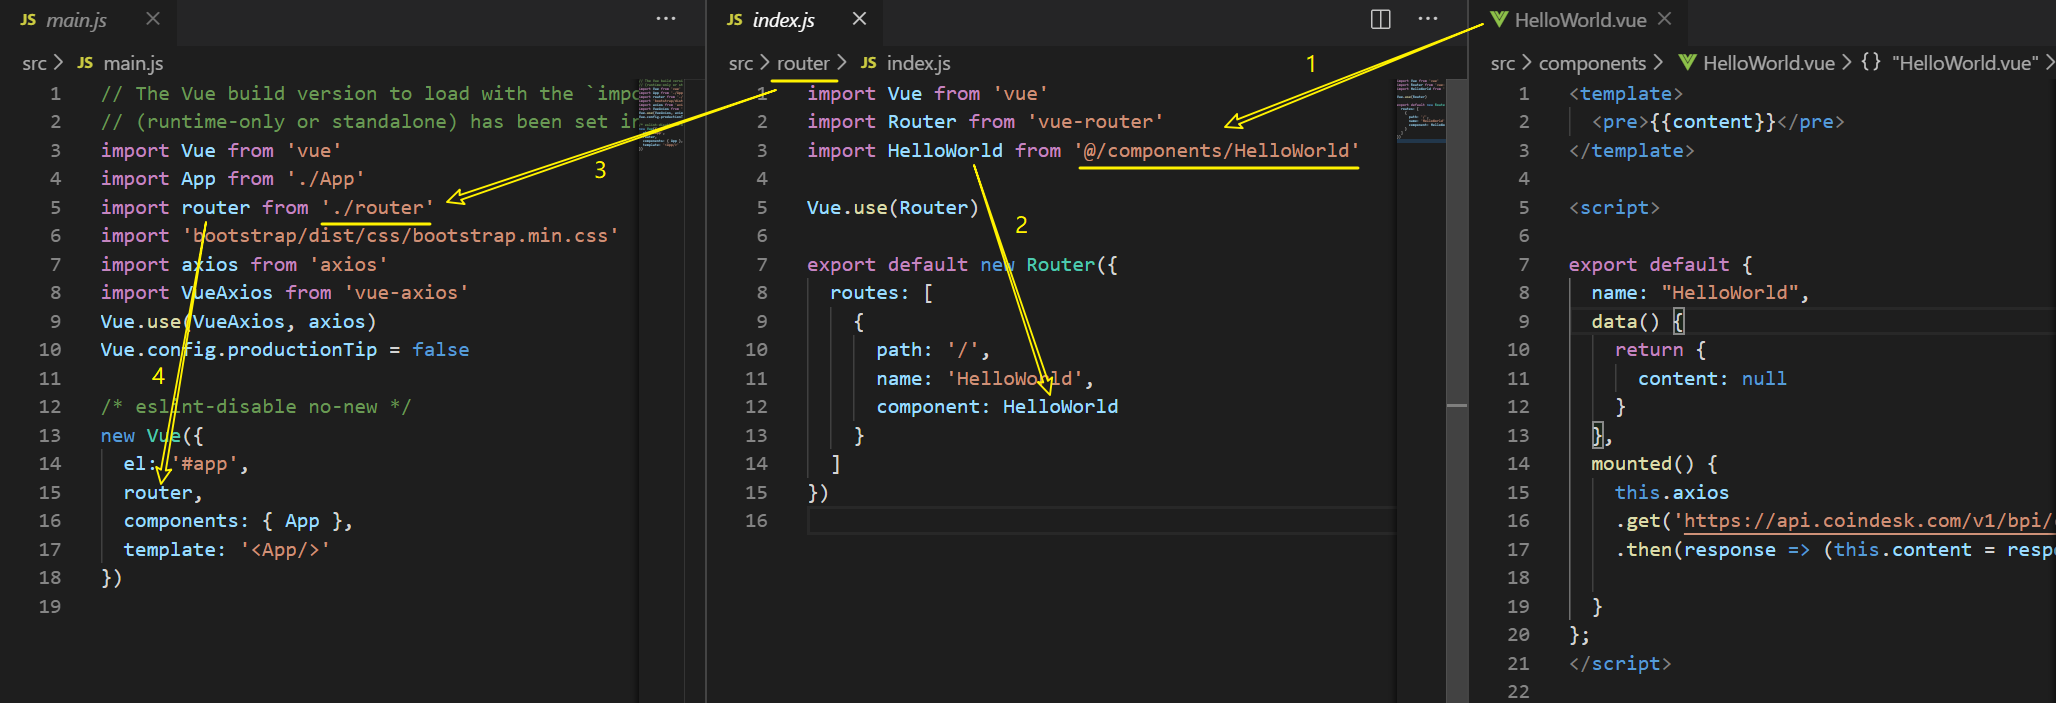 JS main.js
src > JS main.js
1 // The Vue build version to load with the `impo
2 // (runtime-only or standalone) has been set in
3 import Vue from 'vue'
4 import App from './App'
5 import router from './router'
6 import 'bootstrap/dist/css/bootstrap.min.css'
7 import axios from 'axios'
8 import VueAxios from 'vue-axios'
9 Vue.use(VueAxios, axios)
10 Vue.config.productionTip = false
11
12 /* eslint-disable no-new */
13 new Vue({
14 el: '#app',
15 router,
16 components: { App },
17 template: '<App/>'
18 })
19
3
4
JS index.js
src > router > JS index.js
1 import Vue from 'vue'
2 import Router from 'vue-router'
3 import HelloWorld from '@/components/HelloWorld'
4
5 Vue.use(Router)
6
7 export default new Router({
8 routes: [
9 {
10 path: '/',
11 name: 'HelloWorld',
12 component: HelloWorld
13 }
14 ]
15 })
16
1
2
HelloWorld.vue
src > components > HelloWorld.vue > {} "HelloWorld.vue" >
1 <template>
2 <pre>{{content}}</pre>
3 </template>
4
5 <script>
6
7 export default {
8 name: "HelloWorld",
9 data() {
10 return {
11 content: null
12 }
13 },
14 mounted() {
15 this.axios
16 .get('https://api.coindesk.com/v1/bpi/
17 .then(response => (this.content = resp
18
19 }
20 };
21 </script>
22